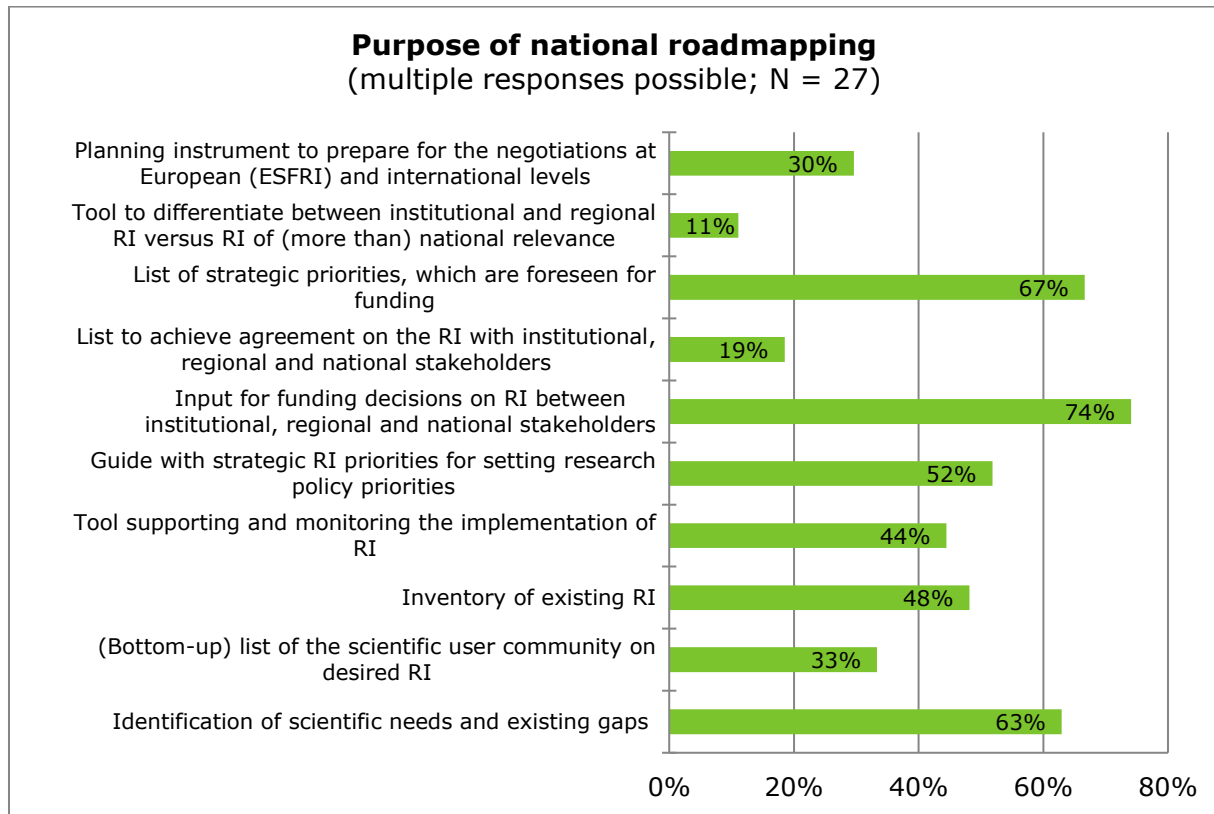 Purpose of national roadmapping
(multiple responses possible; N = 27)
Planning instrument to prepare for the negotiations at
European (ESFRI) and international levels
30%
Tool to differentiate between institutional and regional
RI versus RI of (more than) national relevance
11%
List of strategic priorities, which are foreseen for
funding
67%
List to achieve agreement on the RI with institutional,
regional and national stakeholders
19%
Input for funding decisions on RI between
institutional, regional and national stakeholders
74%
Guide with strategic RI priorities for setting research
policy priorities
52%
Tool supporting and monitoring the implementation of
RI
44%
Inventory of existing RI
48%
(Bottom-up) list of the scientific user community on
desired RI
33%
Identification of scientific needs and existing gaps
63%
0% 20% 40% 60% 80%